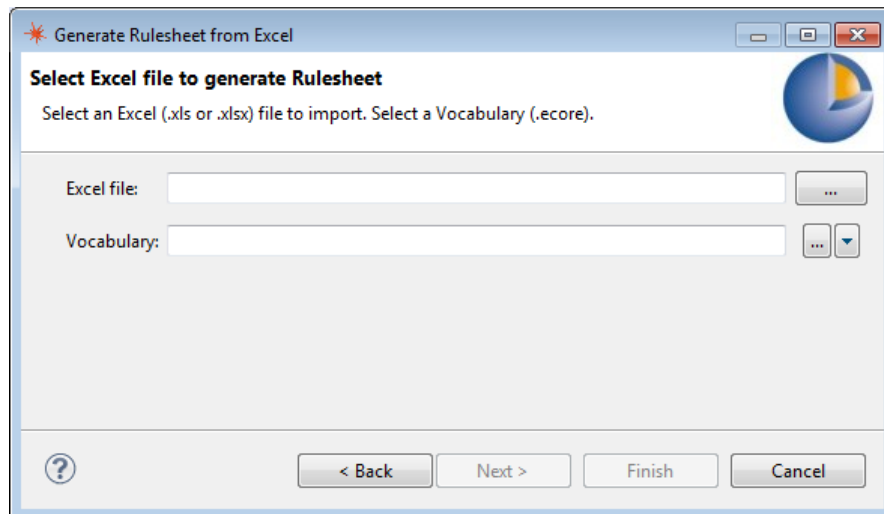 Generate Rulesheet from Excel
Select Excel file to generate Rulesheet
Select an Excel (.xls or .xlsx) file to import. Select a Vocabulary (.ecore).
Excel file:
...
Vocabulary:
...
?
< Back
Next >
Finish
Cancel